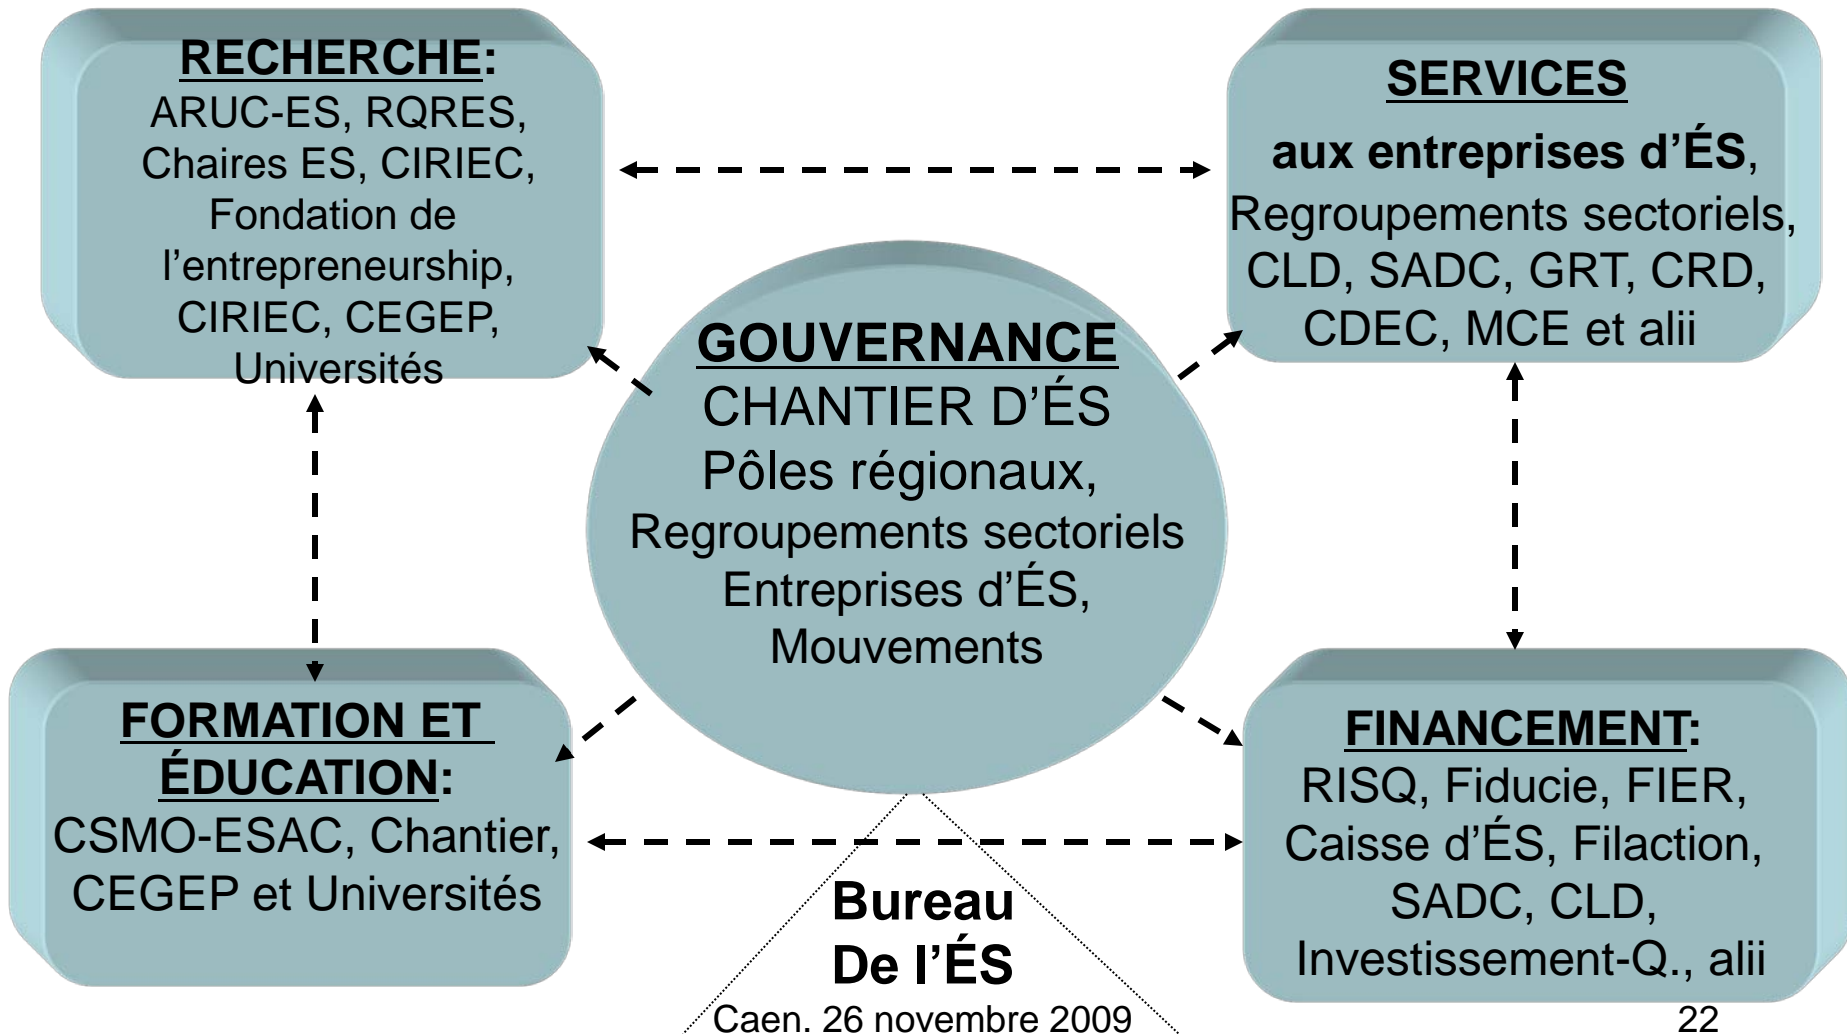 RECHERCHE:
ARUC-ES, RQRES,
Chaires ES, CIRIEC,
Fondation de
l’entrepreneurship,
CIRIEC, CEGEP,
Universités
SERVICES
aux entreprises d’ÉS,
Regroupements sectoriels,
CLD, SADC, GRT, CRD,
CDEC, MCE et alii
GOUVERNANCE
CHANTIER D’ÉS
Pôles régionaux,
Regroupements sectoriels
Entreprises d’ÉS,
Mouvements
FORMATION ET
ÉDUCATION:
CSMO-ESAC, Chantier,
CEGEP et Universités
FINANCEMENT:
RISQ, Fiducie, FIER,
Caisse d’ÉS, Filaction,
SADC, CLD,
Investissement-Q., alii
Bureau
De l’ÉS
Caen. 26 novembre 2009
22